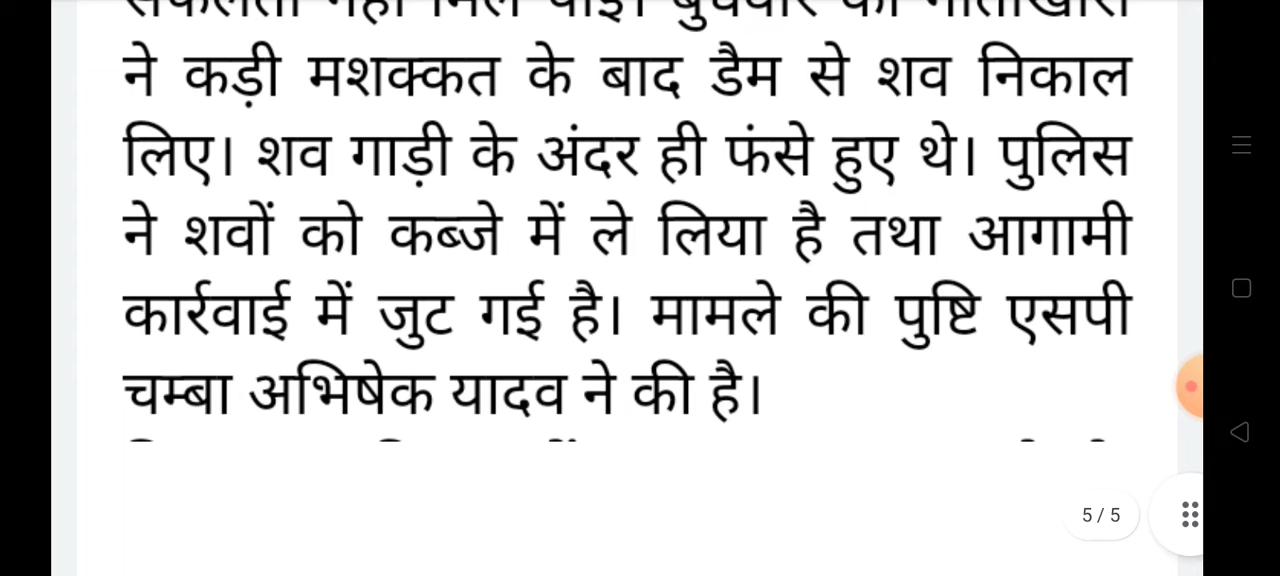 ने कड़ी मशक्कत के बाद डैम से शव निकाल
लिए। शव गाड़ी के अंदर ही फंसे हुए थे। पुलिस
ने शवों को कब्जे में ले लिया है तथा आगामी
कार्रवाई में जुट गई है। मामले की पुष्टि एसपी
चम्बा अभिषेक यादव ने की है।
5 / 5